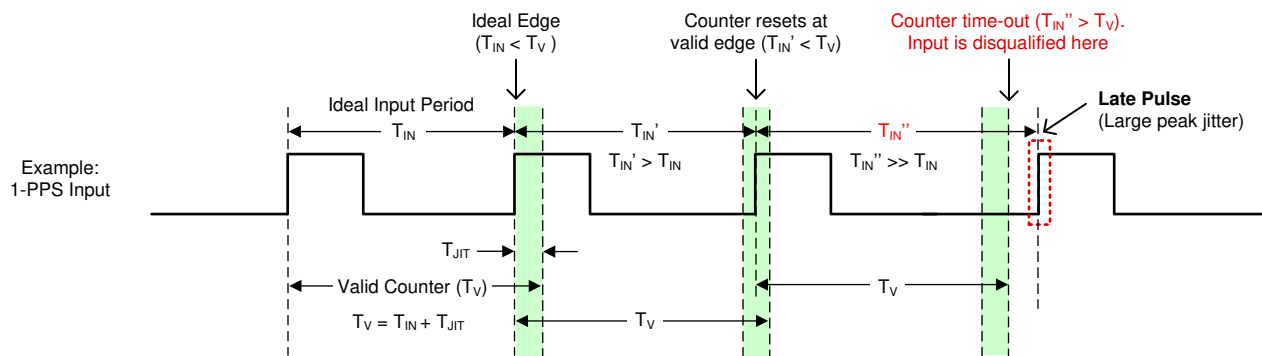 Ideal Edge
(T_IN < T_V )
Counter resets at
valid edge (T_IN' < T_V)
Counter time-out (T_IN'' > T_V).
Input is disqualified here
Ideal Input Period
T_IN
T_IN'
T_IN''
Late Pulse
(Large peak jitter)
Example:
1-PPS Input
T_IN' > T_IN
T_IN'' >> T_IN
T_JIT
Valid Counter (T_V)
T_V
T_V = T_IN + T_JIT
T_V